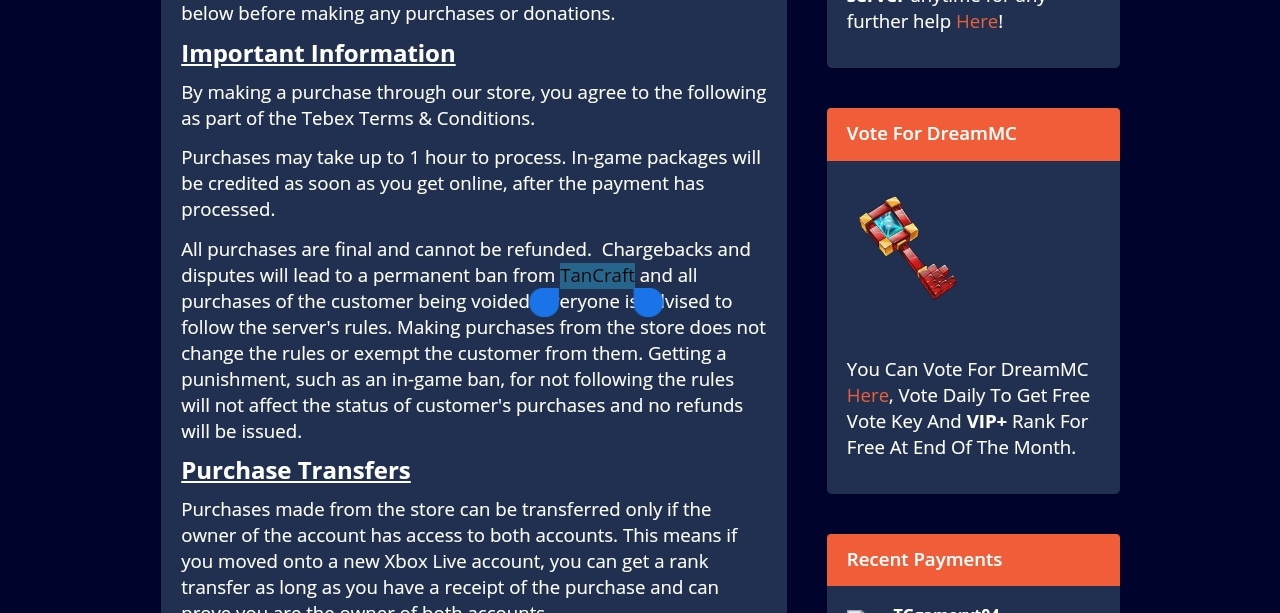 below before making any purchases or donations.
Important Information
By making a purchase through our store, you agree to the following
as part of the Tebex Terms & Conditions.
Purchases may take up to 1 hour to process. In-game packages will
be credited as soon as you get online, after the payment has
processed.
All purchases are final and cannot be refunded.  Chargebacks and
disputes will lead to a permanent ban from TanCraft and all
purchases of the customer being voided
follow the server's rules. Making purchases from the store does not
change the rules or exempt the customer from them. Getting a
punishment, such as an in-game ban, for not following the rules
will not affect the status of customer's purchases and no refunds
will be issued.
Purchase Transfers
Purchases made from the store can be transferred only if the
owner of the account has access to both accounts. This means if
you moved onto a new Xbox Live account, you can get a rank
transfer as long as you have a receipt of the purchase and can
prove you are the owner of both accounts.
server anytime for any
further help Here!
Vote For DreamMC
You Can Vote For DreamMC
Here, Vote Daily To Get Free
Vote Key And VIP+ Rank For
Free At End Of The Month.
Recent Payments